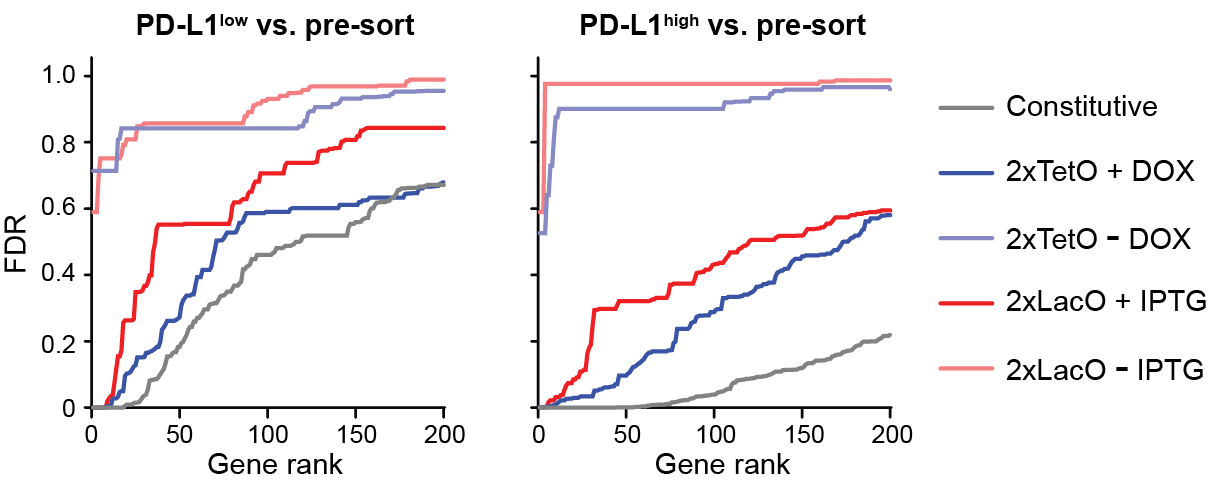 PD-L1ˡᵒʷ vs. pre-sort
PD-L1ʰⁱᵍʰ vs. pre-sort
FDR
1.0
0.8
0.6
0.4
0.2
0
0 50 100 150 200
Gene rank
0 50 100 150 200
Gene rank
Constitutive
2xTetO + DOX
2xTetO − DOX
2xLacO + IPTG
2xLacO − IPTG